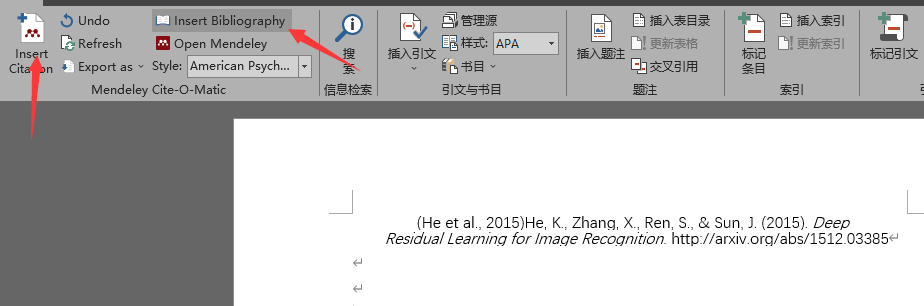 Insert Citation
Undo
Refresh
Export as
Insert Bibliography
Open Mendeley
Style: American Psych...
Mendeley Cite-O-Matic
搜索
信息检索
插入引文
管理源
样式: APA
书目
引文与书目
插入题注
插入表目录
更新表格
交叉引用
题注
标记条目
插入索引
更新索引
索引
标记引文
(He et al., 2015)He, K., Zhang, X., Ren, S., & Sun, J. (2015). Deep
Residual Learning for Image Recognition. http://arxiv.org/abs/1512.03385